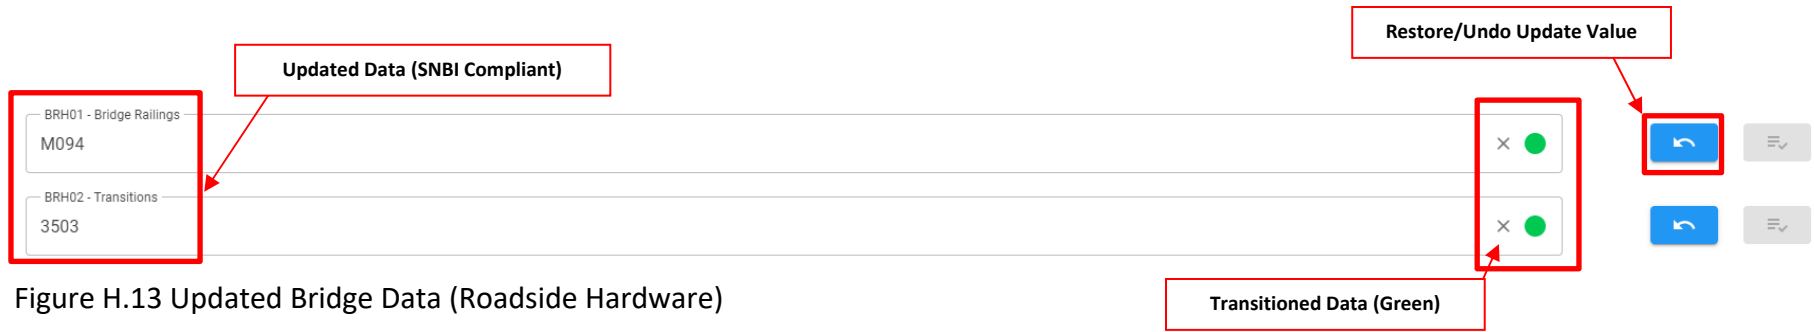 Restore/Undo Update Value
Updated Data (SNBI Compliant)
BRH01 - Bridge Railings
M094
BRH02 - Transitions
3503
Transitioned Data (Green)
Figure H.13 Updated Bridge Data (Roadside Hardware)